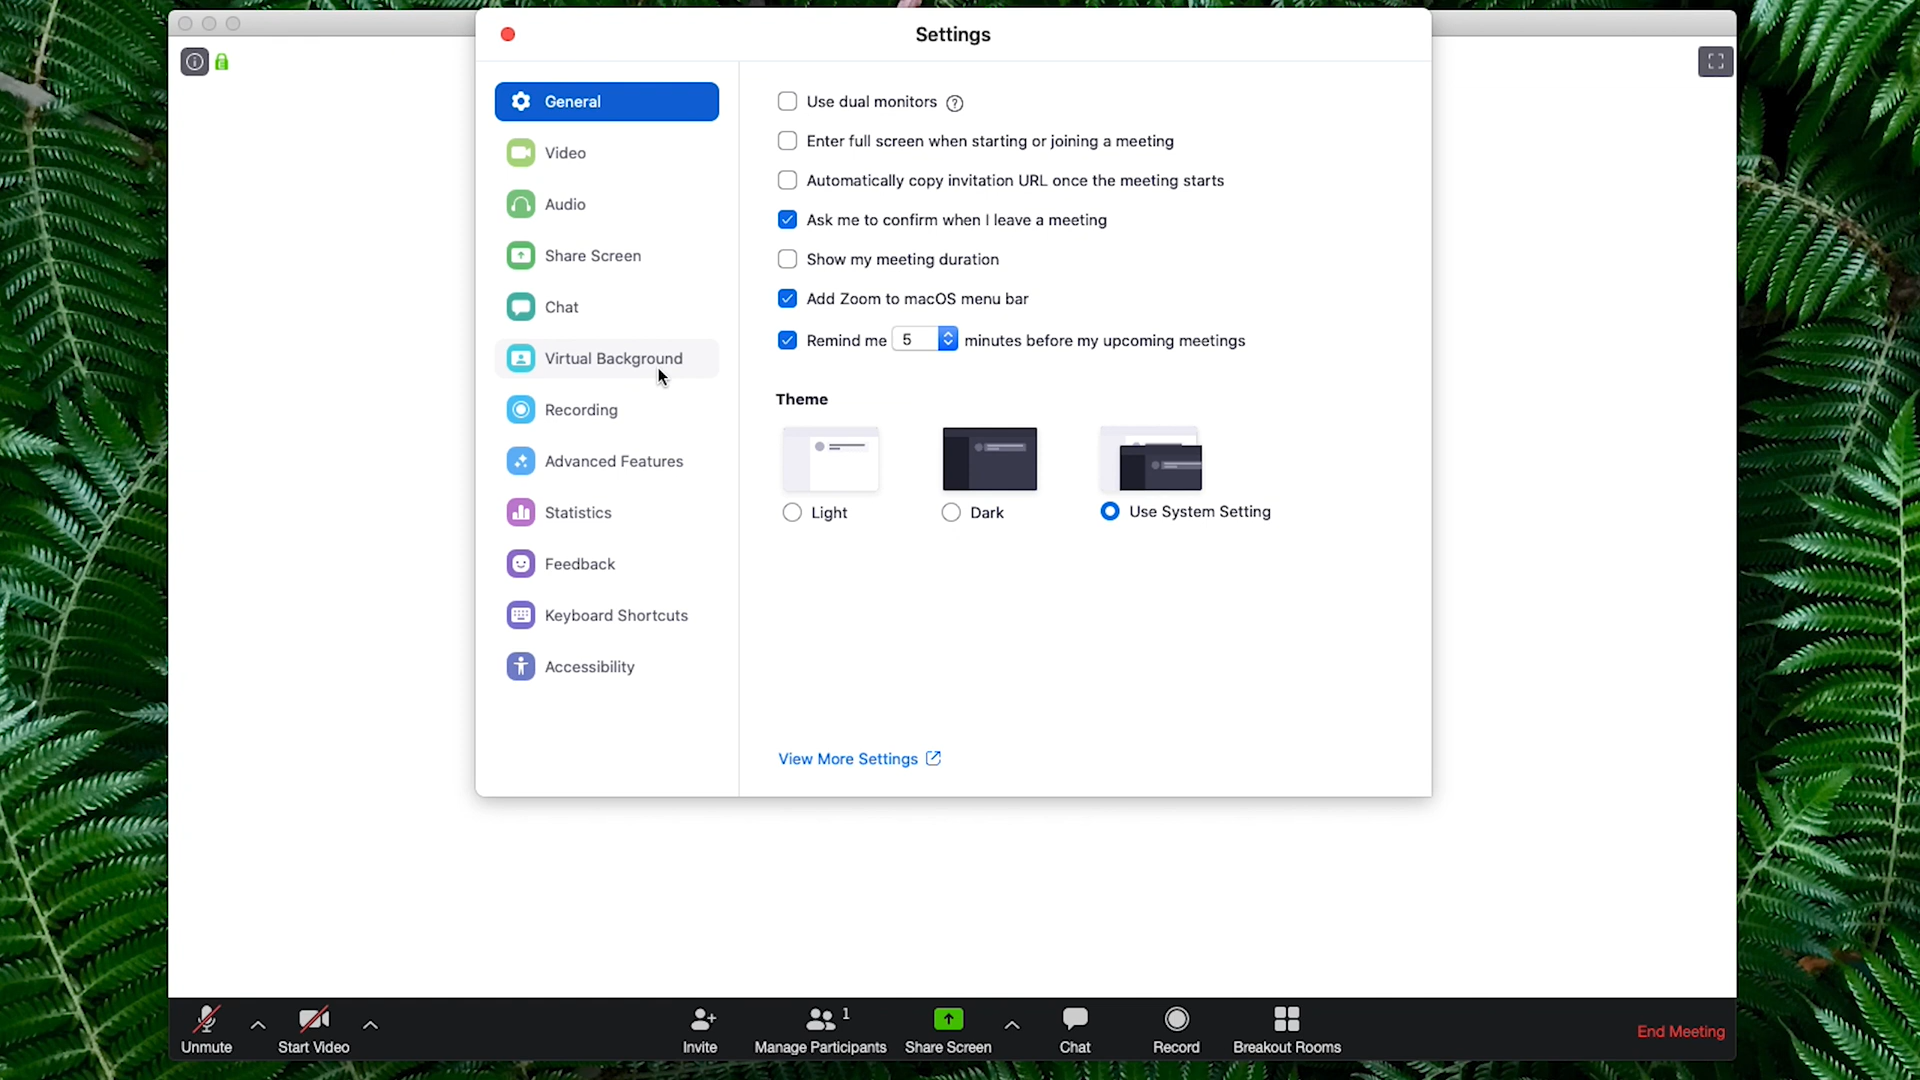 Settings
General
Video
Audio
Share Screen
Chat
Virtual Background
Recording
Advanced Features
Statistics
Feedback
Keyboard Shortcuts
Accessibility
Use dual monitors ?
Enter full screen when starting or joining a meeting
Automatically copy invitation URL once the meeting starts
Ask me to confirm when I leave a meeting
Show my meeting duration
Add Zoom to macOS menu bar
Remind me 5 minutes before my upcoming meetings
Theme
Light Dark Use System Setting
View More Settings
1
Unmute Start Video Invite Manage Participants Share Screen Chat Record Breakout Rooms End Meeting